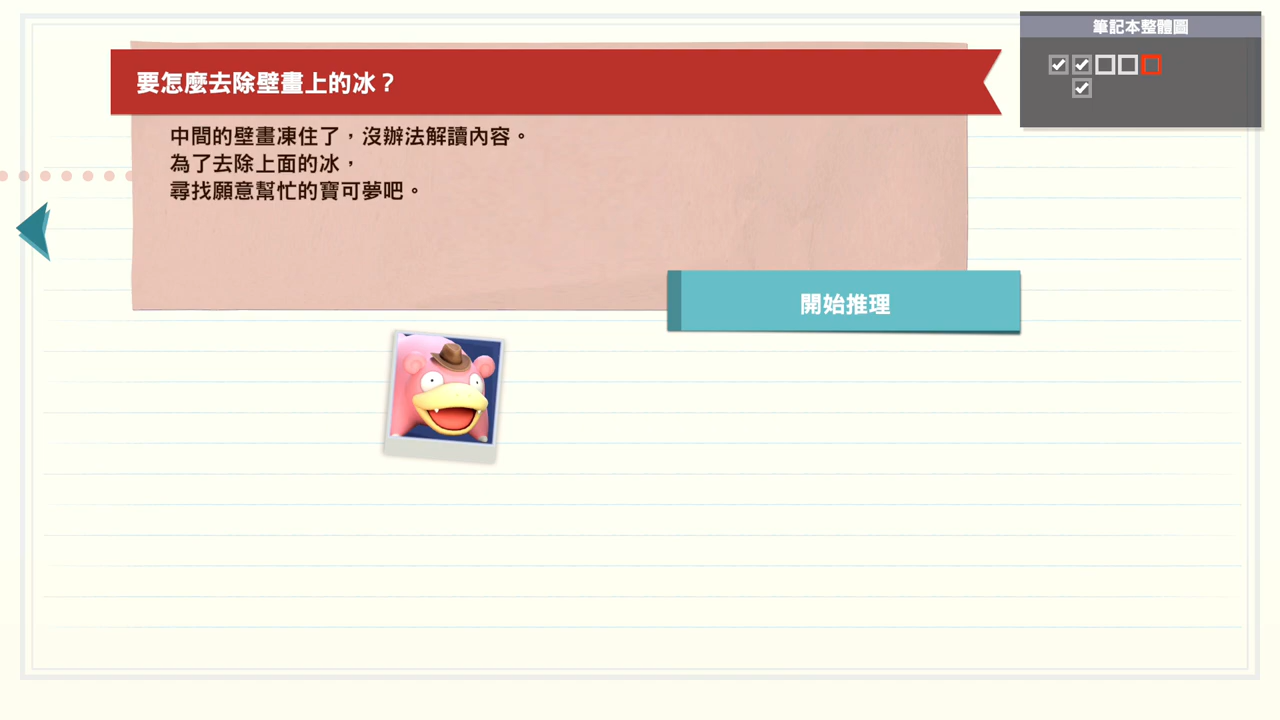 筆記本整體圖
要怎麼去除壁畫上的冰？
中間的壁畫凍住了，沒辦法解讀內容。
為了去除上面的冰，
尋找願意幫忙的寶可夢吧。
開始推理